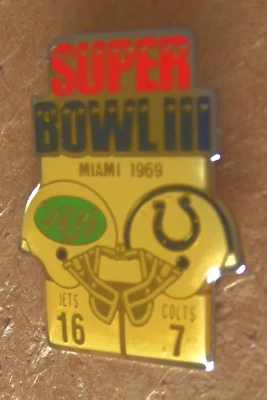 SUPER
BOWL III
MIAMI 1969
JETS
16
COLTS
7